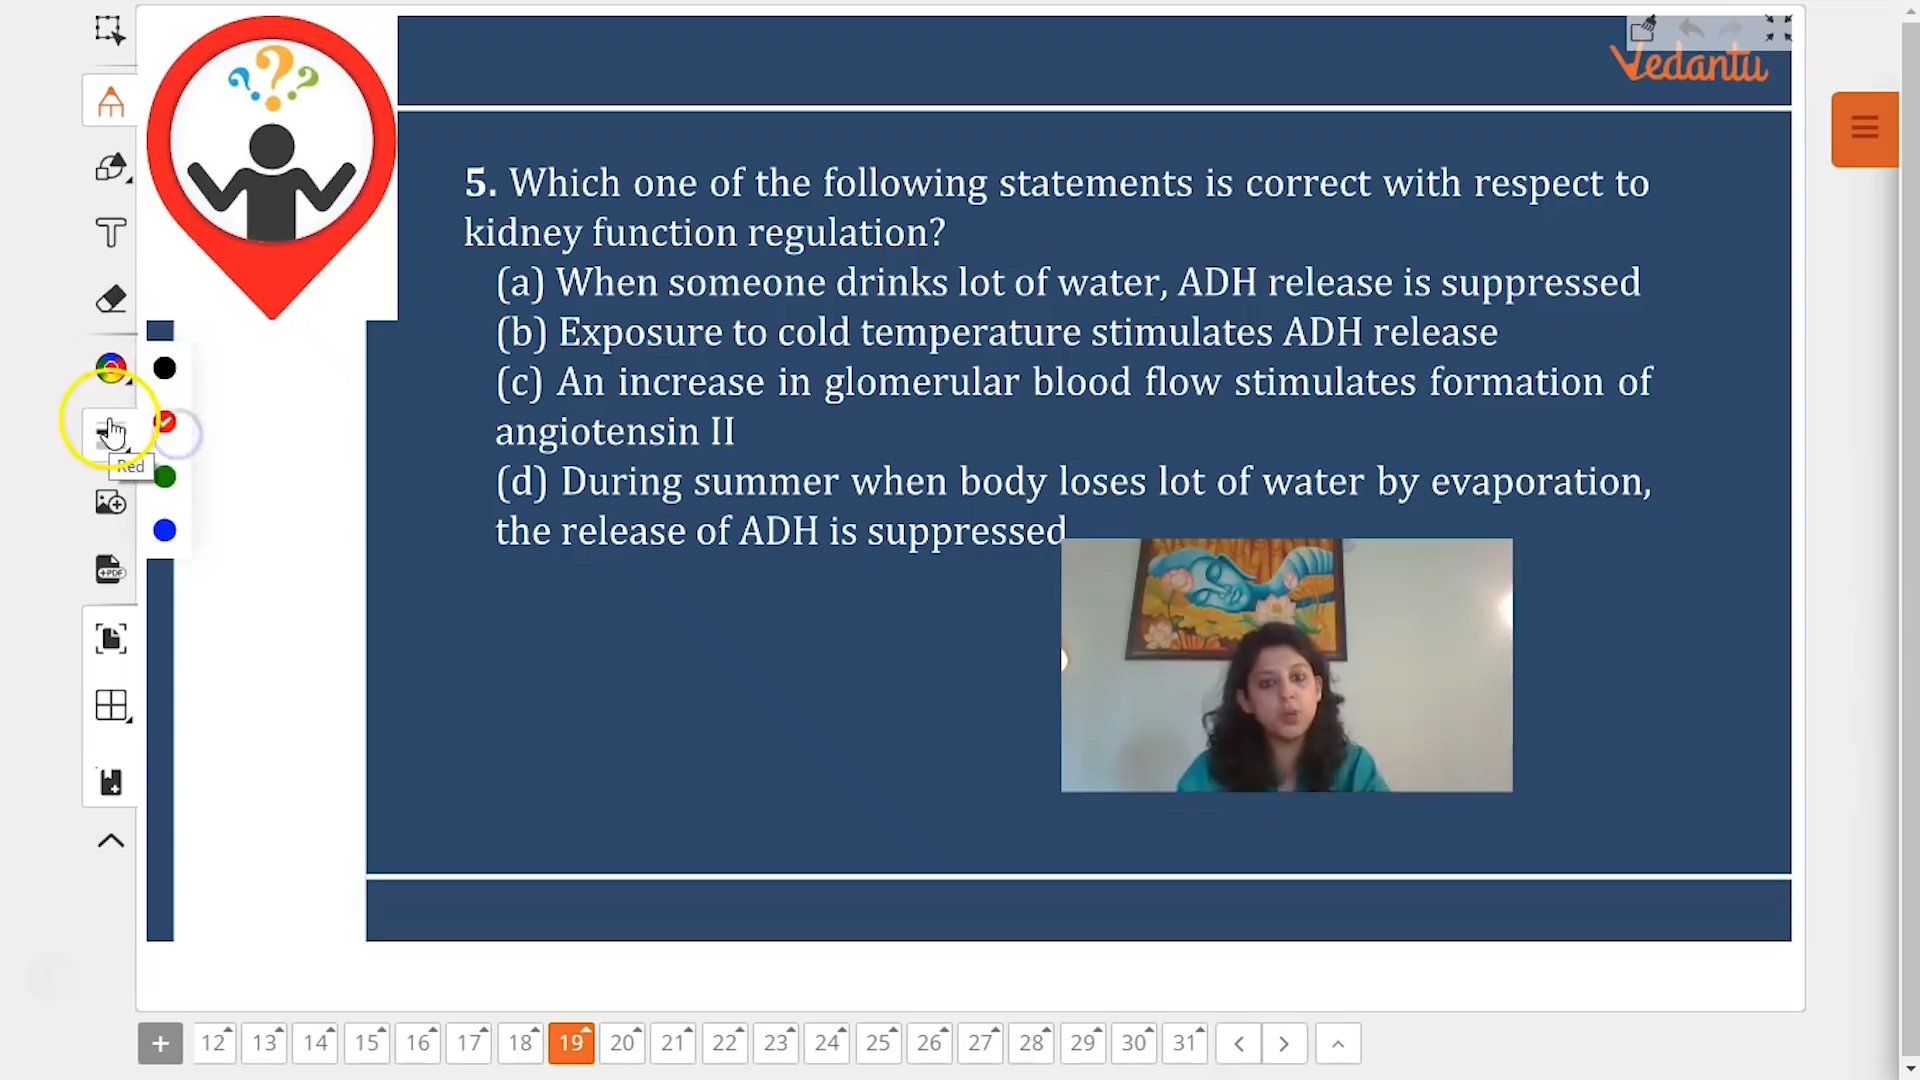 Vedantu
5. Which one of the following statements is correct with respect to
kidney function regulation?
(a) When someone drinks lot of water, ADH release is suppressed
(b) Exposure to cold temperature stimulates ADH release
(c) An increase in glomerular blood flow stimulates formation of
angiotensin II
(d) During summer when body loses lot of water by evaporation,
the release of ADH is suppressed
Red
+PDF
12 13 14 15 16 17 18 19 20 21 22 23 24 25 26 27 28 29 30 31